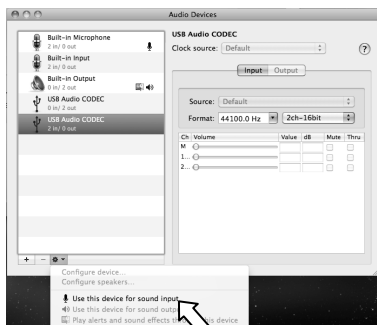 Audio Devices
Built-in Microphone
2 in/ 0 out
Built-in Input
2 in/ 0 out
Built-in Output
0 in/ 2 out
USB Audio CODEC
0 in/ 2 out
USB Audio CODEC
2 in/ 0 out
USB Audio CODEC
Clock source: Default
?
Input Output
Source: Default
Format: 44100.0 Hz 2ch-16bit
Ch Volume Value dB Mute Thru
M
1...
2...
+ −
Configure device...
Configure speakers...
Use this device for sound input
Use this device for sound
Play alerts and sound effects this device